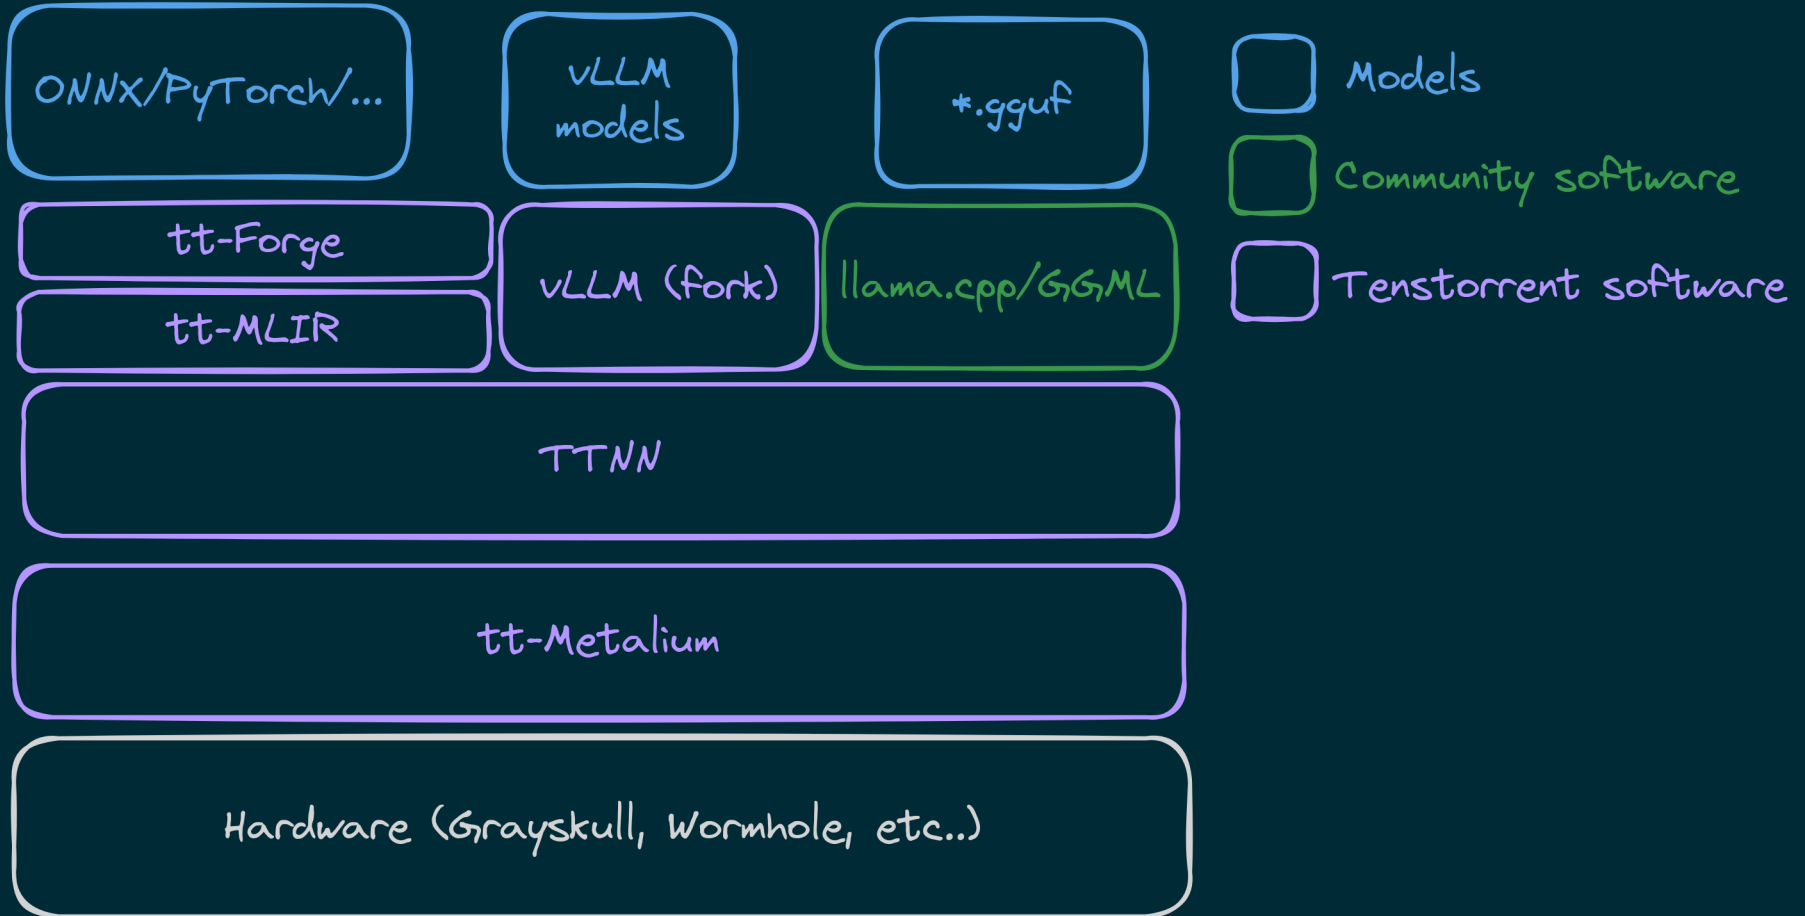 ONNX/PyTorch/...
vLLM
models
*.gguf
Models
Community software
Tenstorrent software
tt-Forge
tt-MLIR
vLLM (fork)
llama.cpp/GGML
TTNN
tt-Metalium
Hardware (Grayskull, Wormhole, etc..)